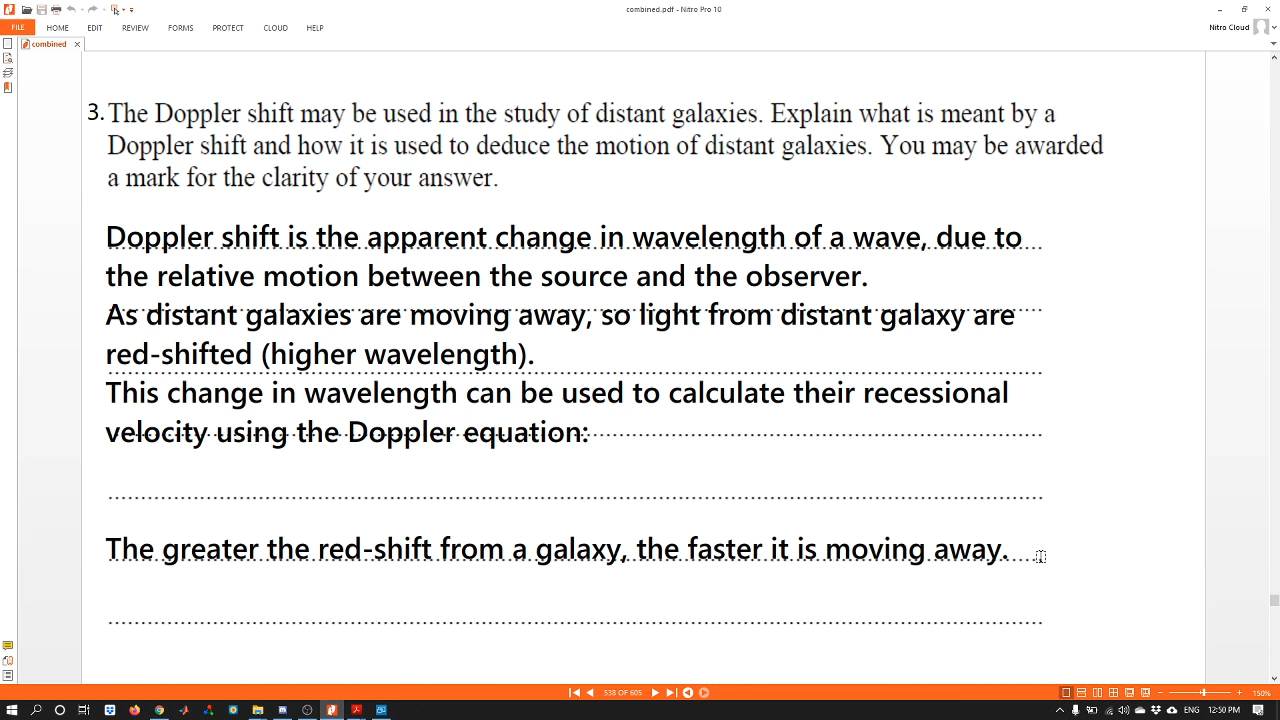 combined.pdf - Nitro Pro 10
FILE HOME EDIT REVIEW FORMS PROTECT CLOUD HELP
Nitro Cloud
combined
3. The Doppler shift may be used in the study of distant galaxies. Explain what is meant by a
Doppler shift and how it is used to deduce the motion of distant galaxies. You may be awarded
a mark for the clarity of your answer.
Doppler shift is the apparent change in wavelength of a wave, due to
the relative motion between the source and the observer.
As distant galaxies are moving away, so light from distant galaxy are
red-shifted (higher wavelength).
This change in wavelength can be used to calculate their recessional
velocity using the Doppler equation:
The greater the red-shift from a galaxy, the faster it is moving away.
538 OF 605
150%
ENG 12:50 PM